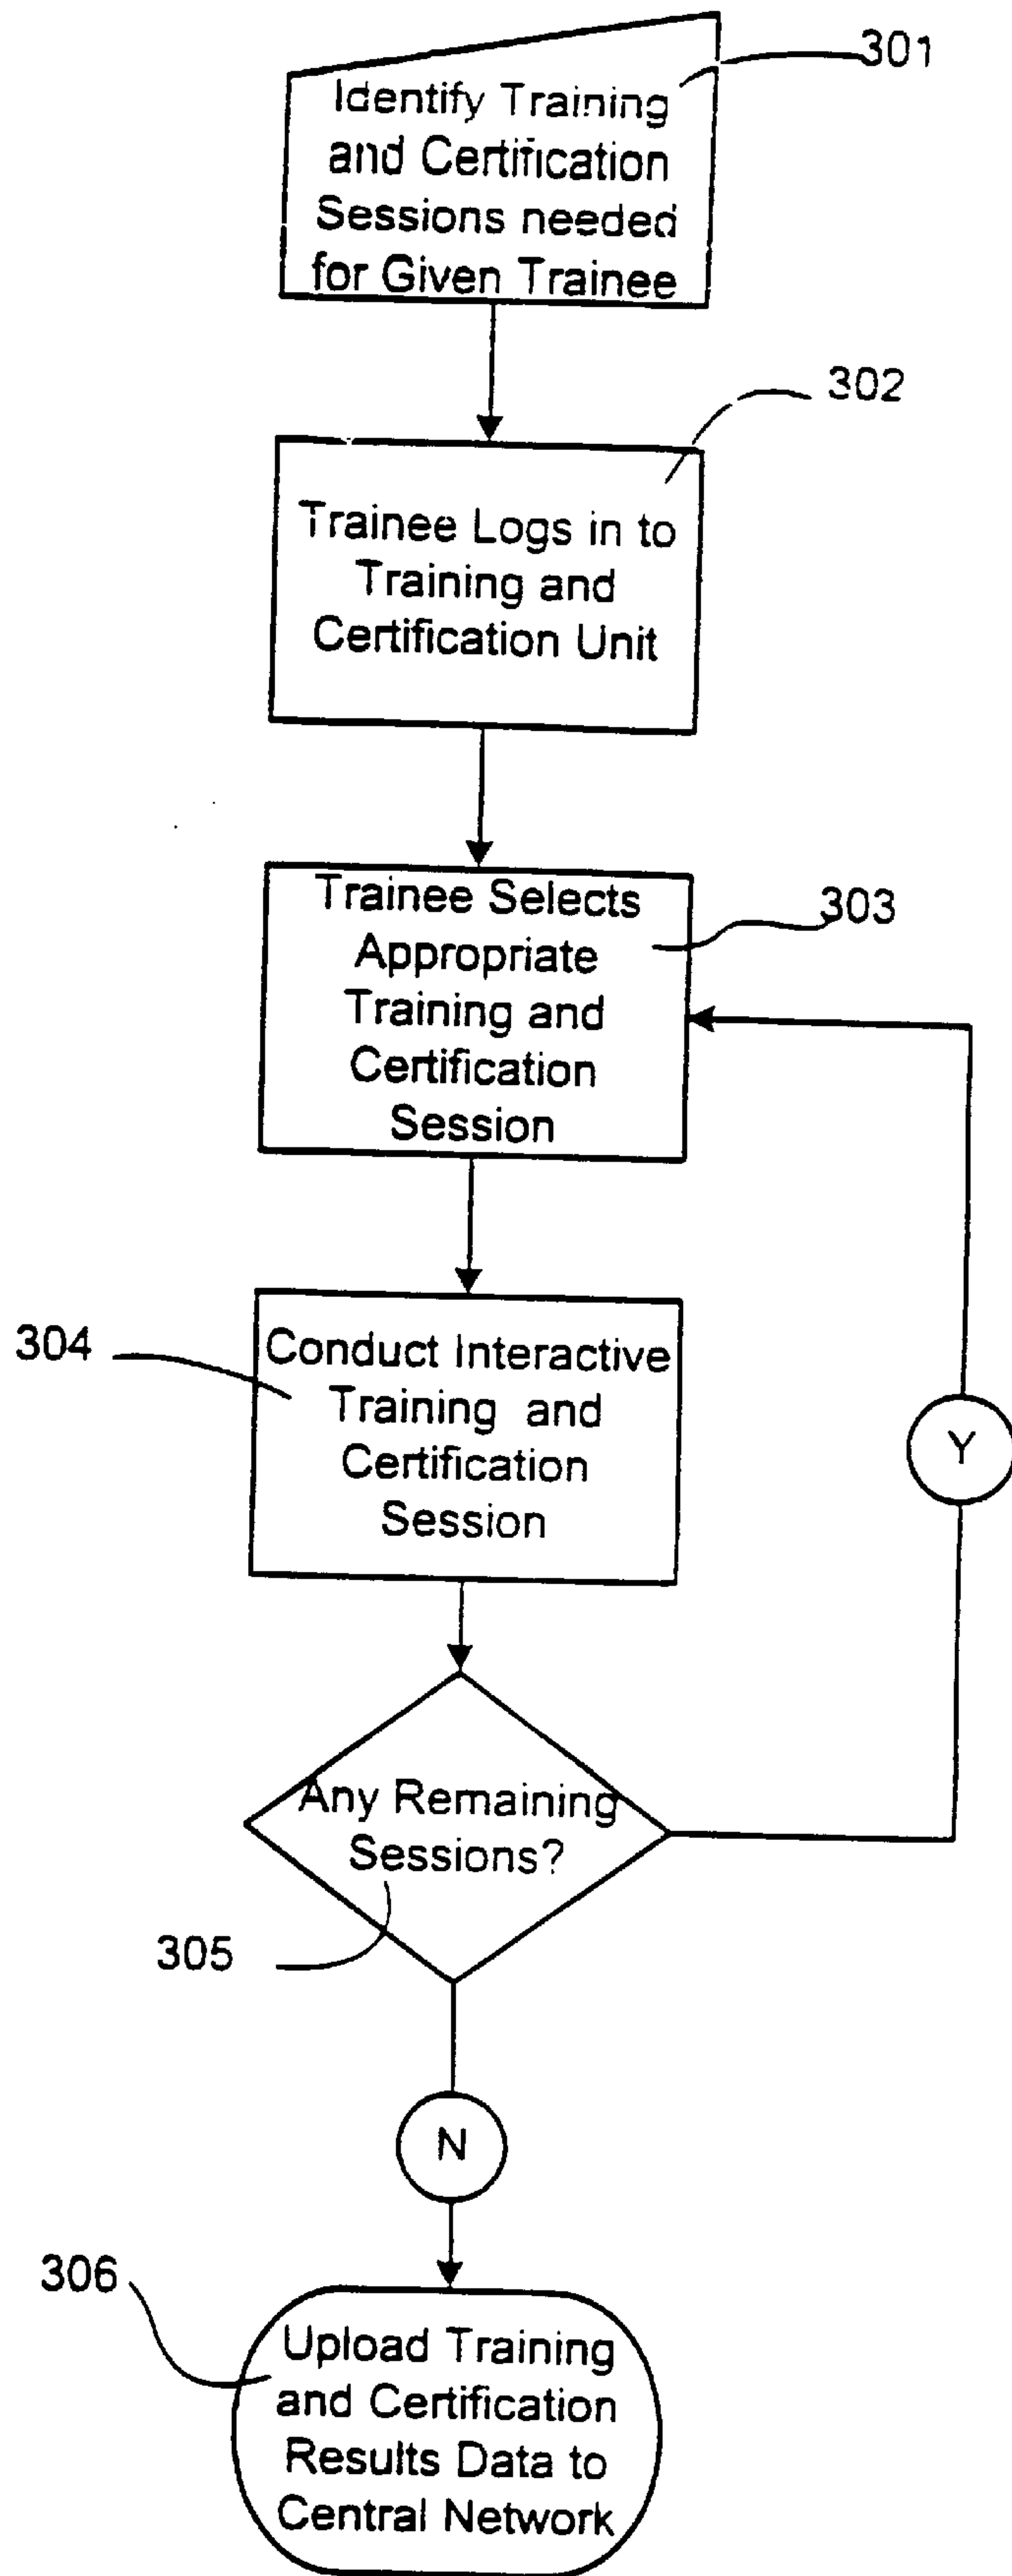 301
Identify Training
and Certification
Sessions needed
for Given Trainee
302
Trainee Logs in to
Training and
Certification Unit
Trainee Selects
303
Appropriate
Training and
Certification
Session
304
Conduct Interactive
Training and
Certification
Session
Y
Any Remaining
Sessions?
305
N
306
Upload Training
and Certification
Results Data to
Central Network